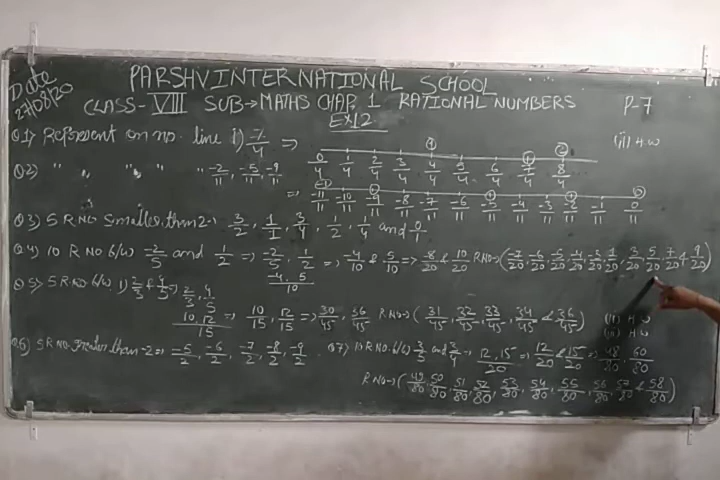 Date
27/08/20
PARSHV INTERNATIONAL SCHOOL
CLASS-VIII SUB→MATHS CHAP 1 RATIONAL NUMBERS P-7
EX 1.2
Q1) Represent on no. line i) 7/4 ⇒ (ii) H.W
0/4 1/4 2/4 3/4 4/4 5/4 6/4 7/4 8/4
Q2) " " " " -2/11, -5/11, -9/11
⇒ -11/11 -10/11 -9/11 -8/11 -7/11 -6/11 -5/11 -4/11 -3/11 -2/11 -1/11 0/11
Q3) 5 R NO Smaller than 2→ 3/2, 1/1, 3/4, 1/2, 1/4 and 0/1
Q4) 10 R NO b/w -2/5 and 1/2 ⇒ -2/5, 1/2 ⇒ -4/10 & 5/10 ⇒ -8/20 & 10/20 R NO→ (-7/20, -6/20, -5/20, -4/20, -2/20, 1/20, 3/20, 5/20, 7/20 & 9/20)
-4, 5/10
Q5) 5 R NO b/w i) 2/3 & 4/5 ⇒ 2/3, 4/5
10, 12/15 ⇒ 10/15, 12/15 ⇒ 30/45, 36/45 R NO→ (31/45, 32/45, 33/45, 34/45 & 36/45) (ii) H.W
(iii) H.W
Q6) 5 R NO. greater than -2 ⇒ -5/2, -6/2, -7/2, -8/2, -9/2
Q7) 10 R NO. b/w 3/5 and 3/4 ⇒ 12, 15/20 ⇒ 12/20 & 15/20 ⇒ 48/80, 60/80
R NO→ (49/80, 50/80, 51/80, 52/80, 53/80, 54/80, 55/80, 56/80, 57/80 & 58/80)